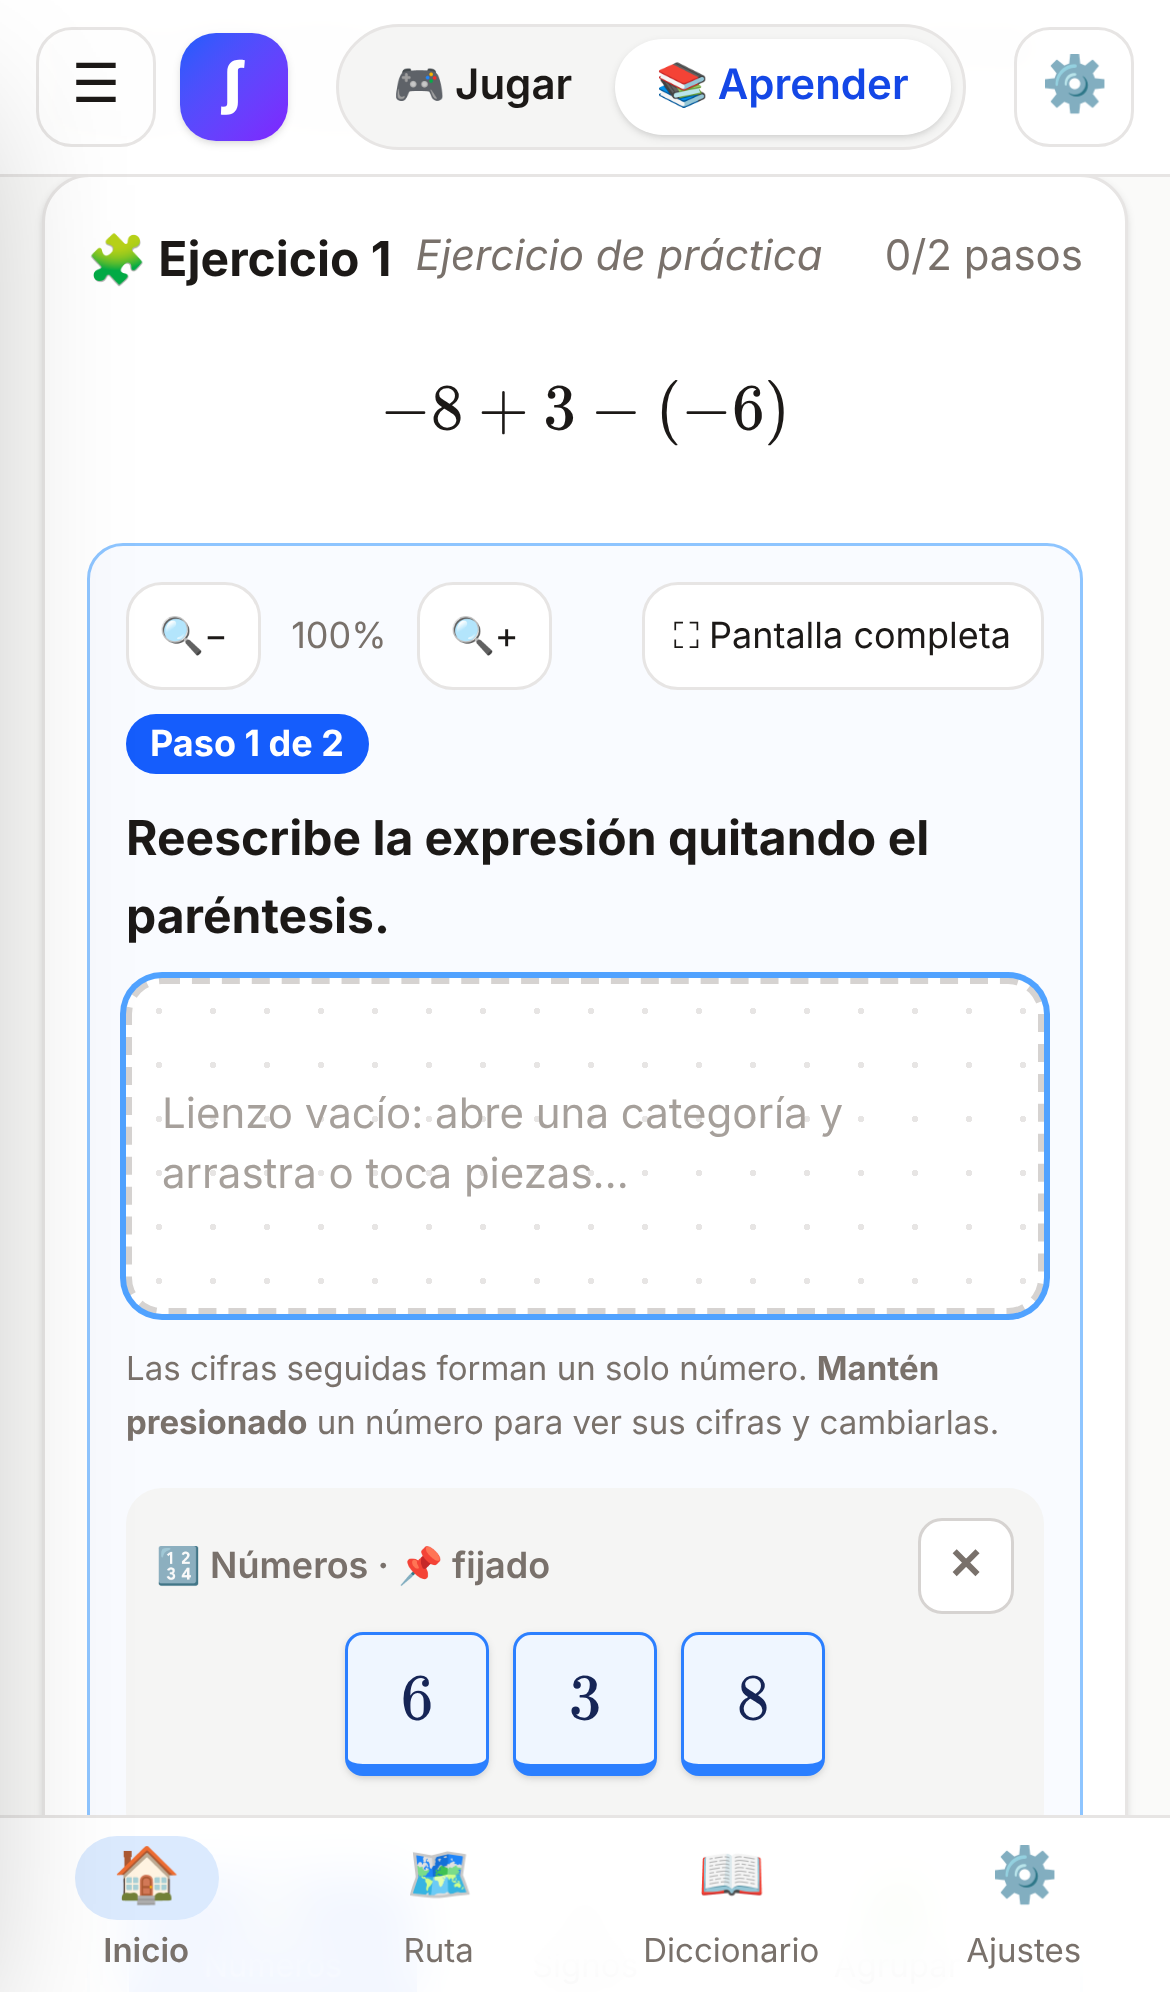 ☰ ∫ 🎮 Jugar 📚 Aprender ⚙️
🧩 Ejercicio 1 Ejercicio de práctica 0/2 pasos
−8 + 3 − (−6)
🔍− 100% 🔍+ ⛶ Pantalla completa
Paso 1 de 2
Reescribe la expresión quitando el
paréntesis.
Lienzo vacío: abre una categoría y
arrastra o toca piezas...
Las cifras seguidas forman un solo número. Mantén
presionado un número para ver sus cifras y cambiarlas.
🔢 Números · 📌 fijado ✕
6 3 8
Inicio Ruta Diccionario Ajustes